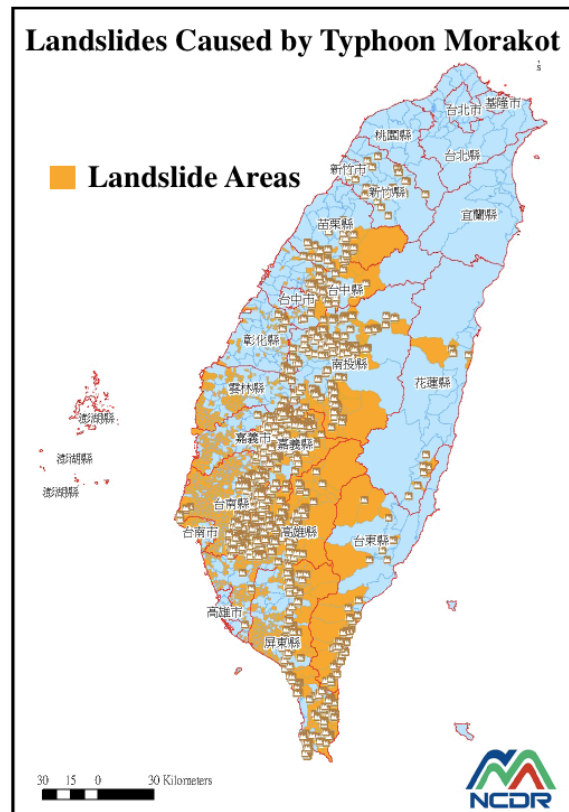 Landslides Caused by Typhoon Morakot
s
基隆市
台北市
桃園縣
台北縣
新竹市
Landslide Areas
新竹縣
宜蘭縣
苗栗縣
台中縣
台中市
彰化縣
南投縣
花蓮縣
雲林縣
澎湖縣
嘉義市
嘉義縣
澎湖縣
澎湖縣
台南縣
台南市
高雄縣
台東縣
高雄市
屏東縣
30 15 0 30 Kilometers
NCDR